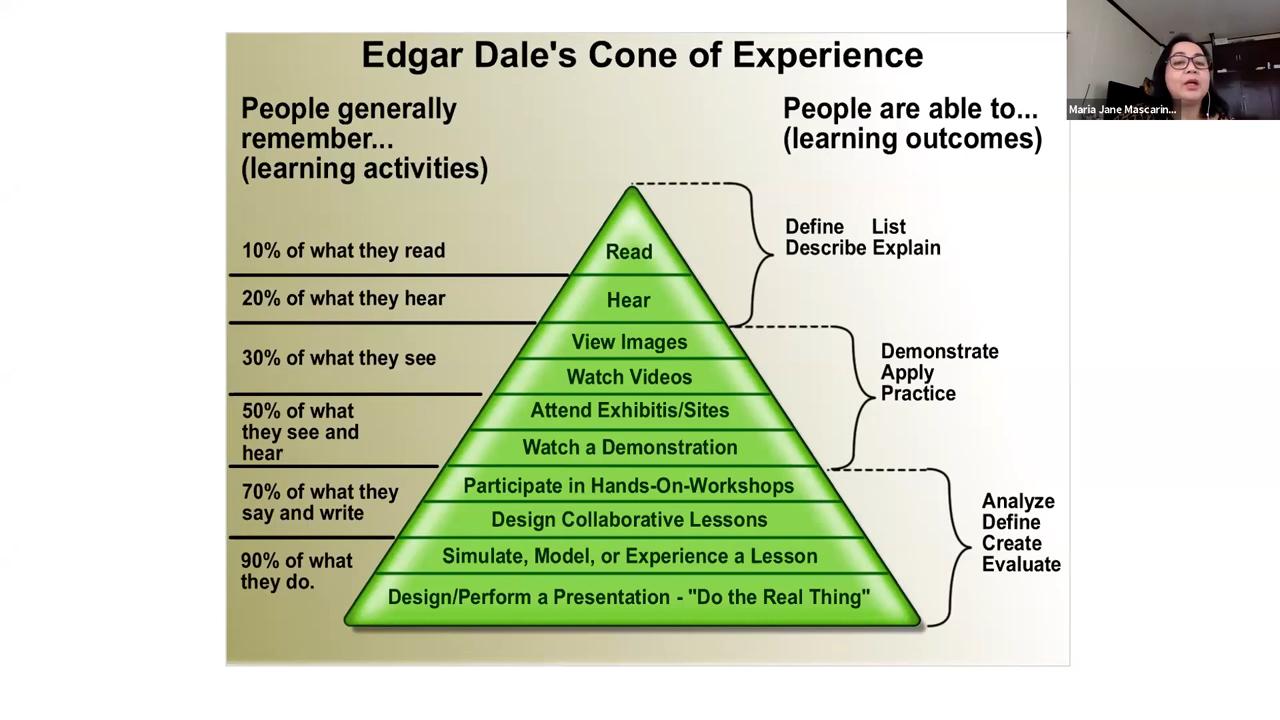 Edgar Dale's Cone of Experience
People generally
remember...
(learning activities)
People are able to...
(learning outcomes)
Maria Jane Mascarin...
10% of what they read
20% of what they hear
30% of what they see
50% of what
they see and
hear
70% of what they
say and write
90% of what
they do.
Read
Hear
View Images
Watch Videos
Attend Exhibitis/Sites
Watch a Demonstration
Participate in Hands-On-Workshops
Design Collaborative Lessons
Simulate, Model, or Experience a Lesson
Design/Perform a Presentation - "Do the Real Thing"
Define List
Describe Explain
Demonstrate
Apply
Practice
Analyze
Define
Create
Evaluate